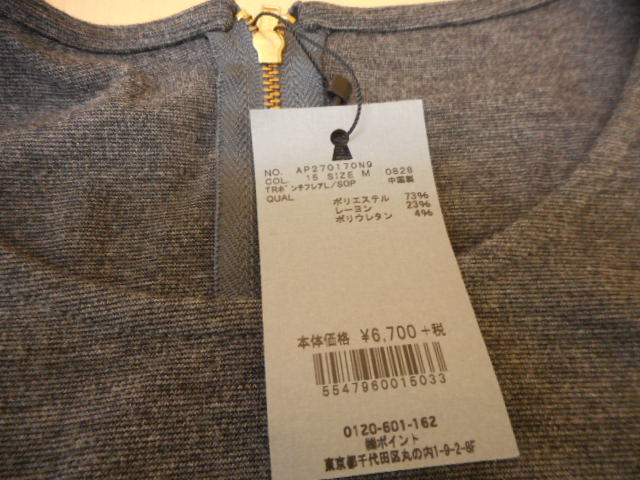 NO. AP270170N9
COL. 15 SIZE M 0828
TRポンチフレアL/SOP 中国製
QUAL ポリエステル 73%
レーヨン 23%
ポリウレタン 4%
本体価格 ¥6,700+税
5547960015033
0120-601-162
㈱ポイント
東京都千代田区丸の内1-9-2-8F